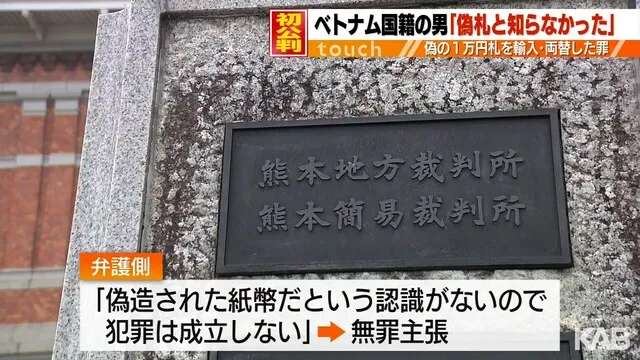 初公判
ベトナム国籍の男「偽札と知らなかった」
touch
偽の1万円札を輸入・両替した罪
熊本地方裁判所
熊本簡易裁判所
弁護側
「偽造された紙幣だという認識がないので
犯罪は成立しない」➡無罪主張
KAB